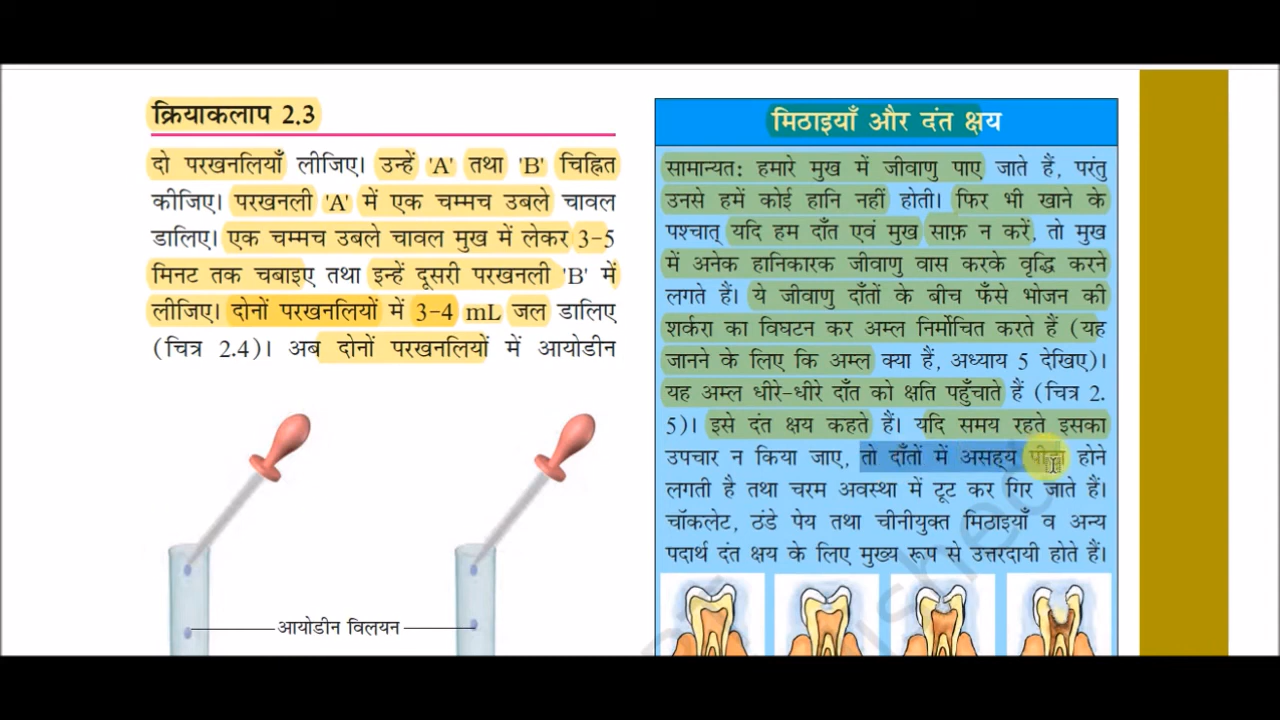 क्रियाकलाप 2.3
दो परखनलियाँ लीजिए। उन्हें 'A' तथा 'B' चिह्नित
कीजिए। परखनली 'A' में एक चम्मच उबले चावल
डालिए। एक चम्मच उबले चावल मुख में लेकर 3-5
मिनट तक चबाइए तथा इन्हें दूसरी परखनली 'B' में
लीजिए। दोनों परखनलियों में 3-4 mL जल डालिए
(चित्र 2.4)। अब दोनों परखनलियों में आयोडीन
आयोडीन विलयन
मिठाइयाँ और दंत क्षय
सामान्यतः हमारे मुख में जीवाणु पाए जाते हैं, परंतु
उनसे हमें कोई हानि नहीं होती। फिर भी खाने के
पश्चात् यदि हम दाँत एवं मुख साफ़ न करें, तो मुख
में अनेक हानिकारक जीवाणु वास करके वृद्धि करने
लगते हैं। ये जीवाणु दाँतों के बीच फँसे भोजन की
शर्करा का विघटन कर अम्ल निर्मोचित करते हैं (यह
जानने के लिए कि अम्ल क्या हैं, अध्याय 5 देखिए)।
यह अम्ल धीरे-धीरे दाँत को क्षति पहुँचाते हैं (चित्र 2.
5)। इसे दंत क्षय कहते हैं। यदि समय रहते इसका
उपचार न किया जाए, तो दाँतों में असह्य पीड़ा होने
लगती है तथा चरम अवस्था में टूट कर गिर जाते हैं।
चॉकलेट, ठंडे पेय तथा चीनीयुक्त मिठाइयाँ व अन्य
पदार्थ दंत क्षय के लिए मुख्य रूप से उत्तरदायी होते हैं।